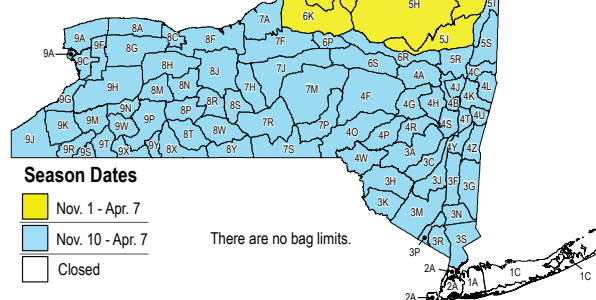 5H
5T
6K
7A
8A
9A
9F
8C
8F
7F
6P
5J
5S
9A
9C
8G
6R
5R
8H
8J
7J
6S
4A
4C
9H
8M
8N
7H
7M
4J
4L
9G
9N
8P
8R
8S
4F
4G
4H
4B
4K
9K
9M
9W
9P
7R
7P
4R
4S
4T
4U
9J
8T
8W
4O
4P
9R
9S
9T
9X
9Y
8X
8Y
7S
4W
3A
3C
4Y
4Z
Season Dates
3H
3J
3F
3G
Nov. 1 - Apr. 7
3K
3M
3N
Nov. 10 - Apr. 7
There are no bag limits.
3P
3R
3S
Closed
2A
1A
1C
1C
2A
2A